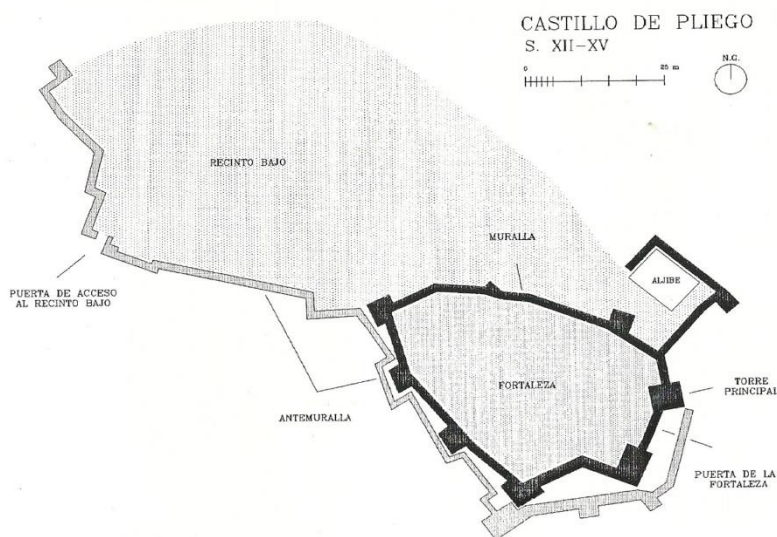 CASTILLO DE PLIEGO
S. XII-XV
0
25 m
N.G.
RECINTO BAJO
MURALLA
ALJIBE
PUERTA DE ACCESO
AL RECINTO BAJO
FORTALEZA
TORRE
PRINCIPAL
ANTEMURALLA
PUERTA DE LA
FORTALEZA